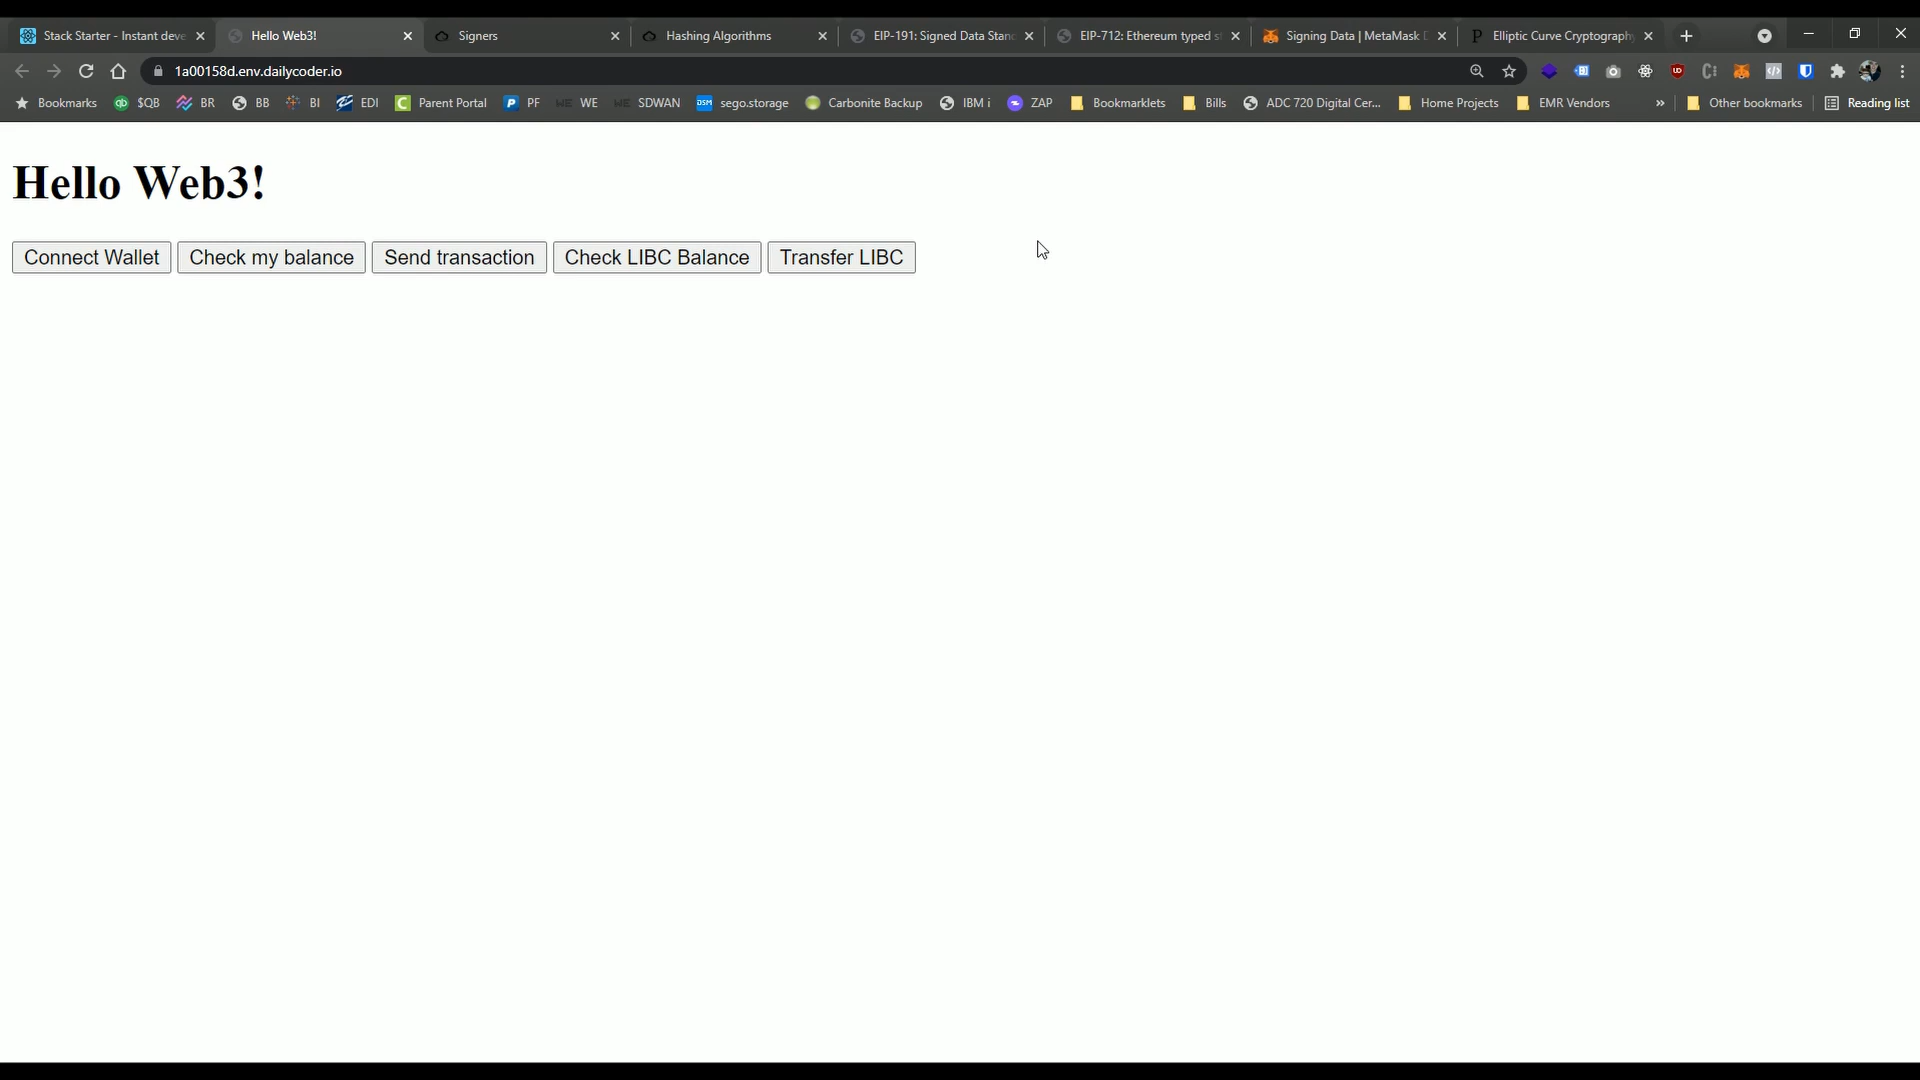 Stack Starter - Instant deve
Hello Web3!
Signers
Hashing Algorithms
EIP-191: Signed Data Stan
EIP-712: Ethereum typed s
Signing Data | MetaMask D
Elliptic Curve Cryptography
1a00158d.env.dailycoder.io
Bookmarks $QB BR BB BI EDI Parent Portal PF WE SDWAN sego.storage Carbonite Backup IBM i ZAP Bookmarklets Bills ADC 720 Digital Cer... Home Projects EMR Vendors » Other bookmarks Reading list
Hello Web3!
Connect Wallet Check my balance Send transaction Check LIBC Balance Transfer LIBC